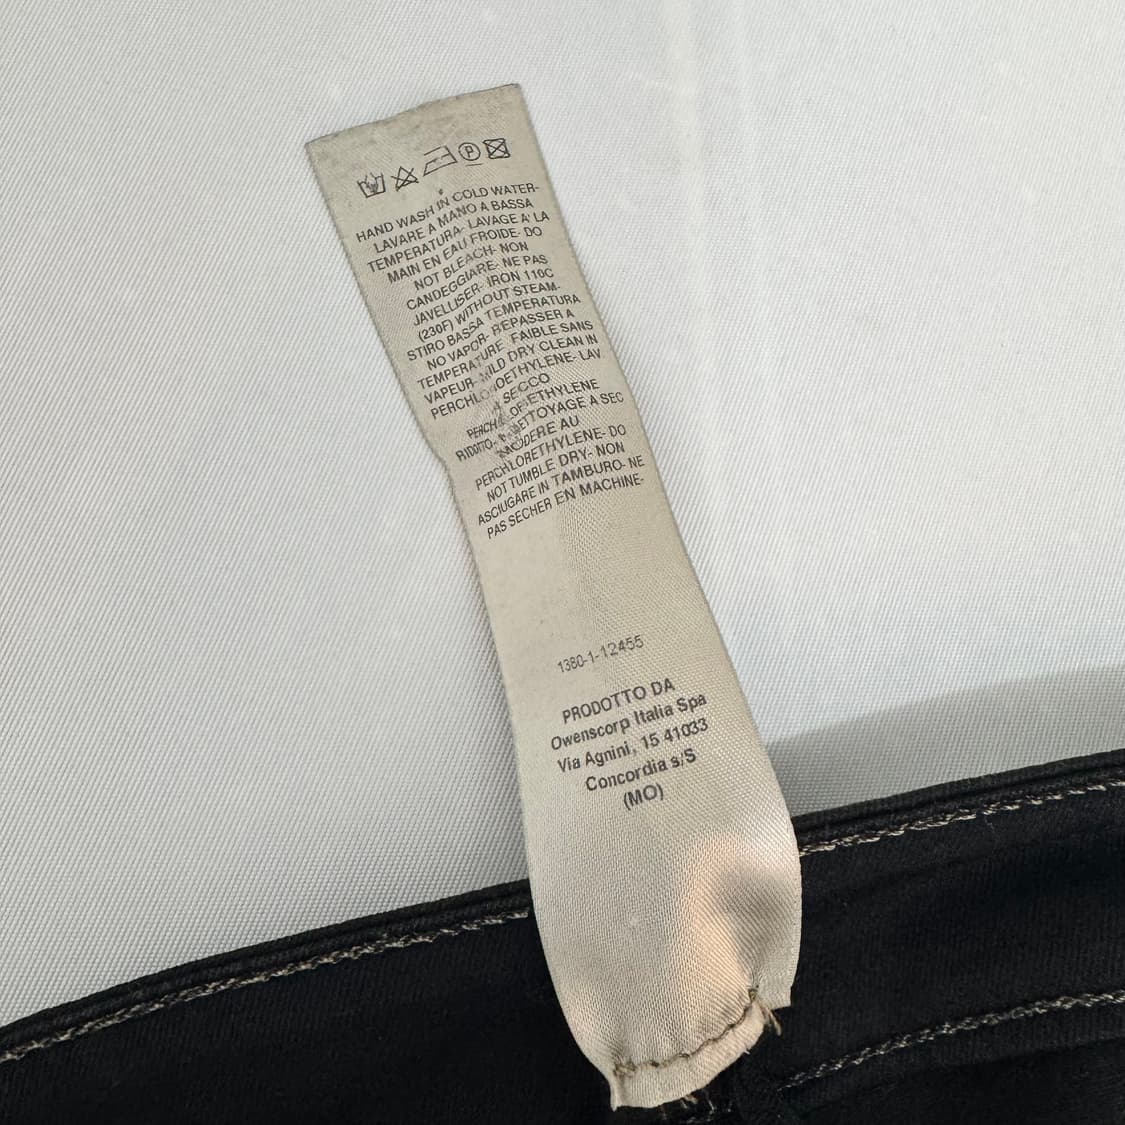 HAND WASH IN COLD WATER-
LAVARE A MANO A BASSA
TEMPERATURA- LAVAGE A' LA
MAIN EN EAU FROIDE- DO
NOT BLEACH- NON
CANDEGGIARE- NE PAS
JAVELLISER- IRON 110C
(230F) WITHOUT STEAM-
STIRO BASSA TEMPERATURA
NO VAPOR- REPASSER A
TEMPERATURE FAIBLE SANS
VAPEUR- MILD DRY CLEAN IN
PERCHLOROETHYLENE- LAV.
SECCO
RIDOTTO- NETTOYAGE A SEC
MODERE AU
PERCHLORETHYLENE- DO
NOT TUMBLE DRY- NON
ASCIUGARE IN TAMBURO- NE
PAS SECHER EN MACHINE-
1380-1-12455
PRODOTTO DA
Owenscorp Italia Spa
Via Agnini, 15 41033
Concordia s/S
(MO)